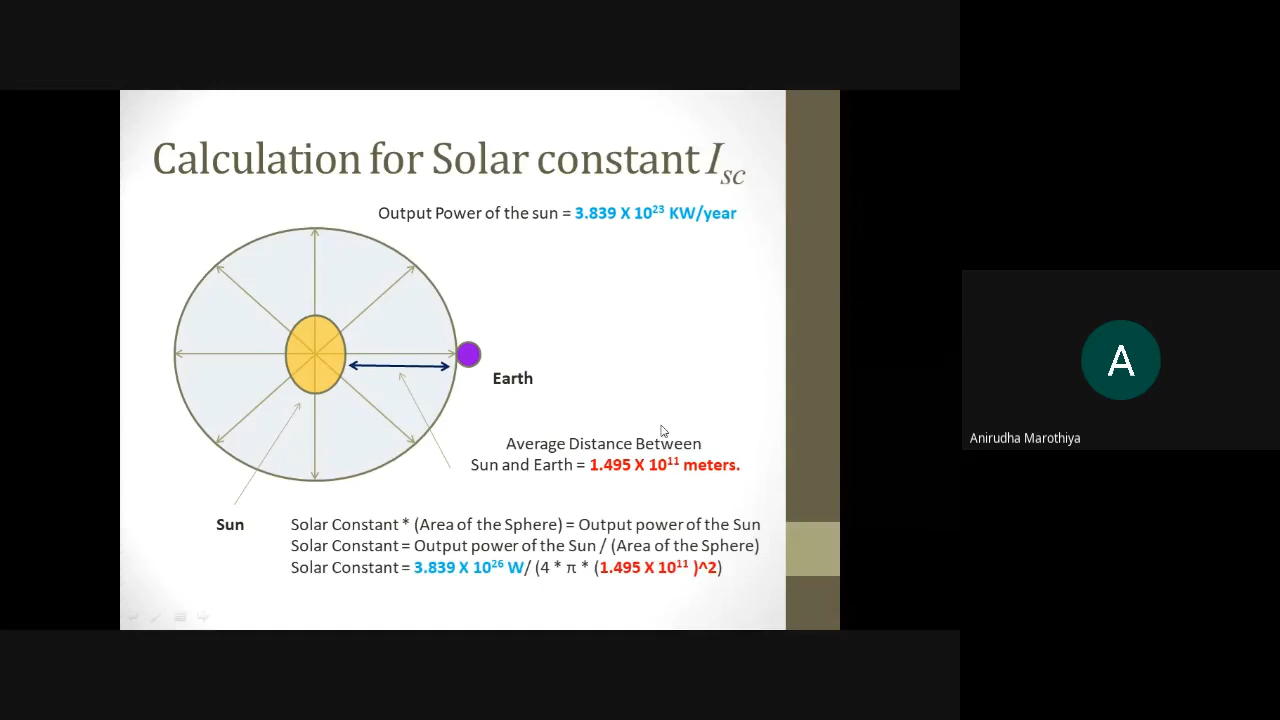 Calculation for Solar constant Isc
Output Power of the sun = 3.839 X 10²³ KW/year
Earth
Average Distance Between
Sun and Earth = 1.495 X 10¹¹ meters.
Sun
Solar Constant * (Area of the Sphere) = Output power of the Sun
Solar Constant = Output power of the Sun / (Area of the Sphere)
Solar Constant = 3.839 X 10²⁶ W/ (4 * π * (1.495 X 10¹¹ )^2)
A
Anirudha Marothiya